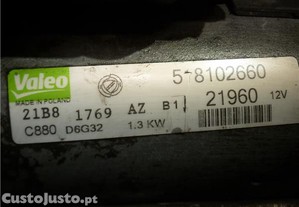 Valeo
MADE IN POLAND
5-8102660
21B8 1769 AZ B1 21960 12V
C880 D6G32 1.3 KW
CustoJusto.pt